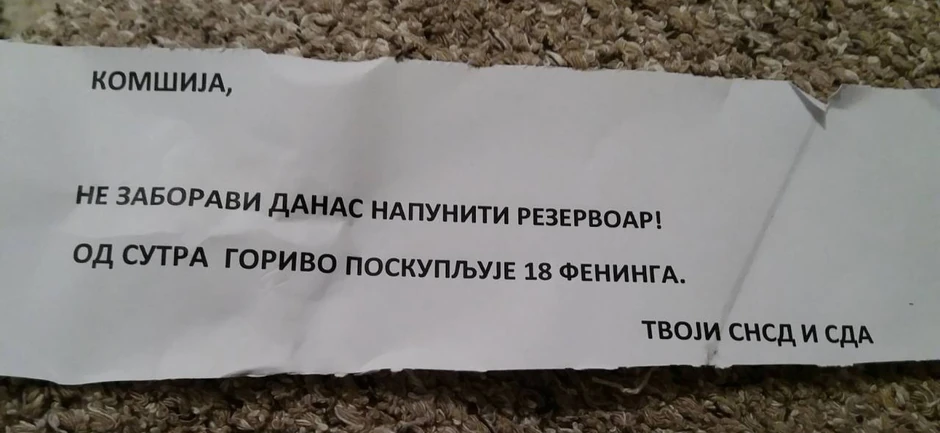 КОМШИЈА,
НЕ ЗАБОРАВИ ДАНАС НАПУНИТИ РЕЗЕРВОАР!
ОД СУТРА ГОРИВО ПОСКУПЉУЈЕ 18 ФЕНИНГА.
ТВОЈИ СНСД И СДА